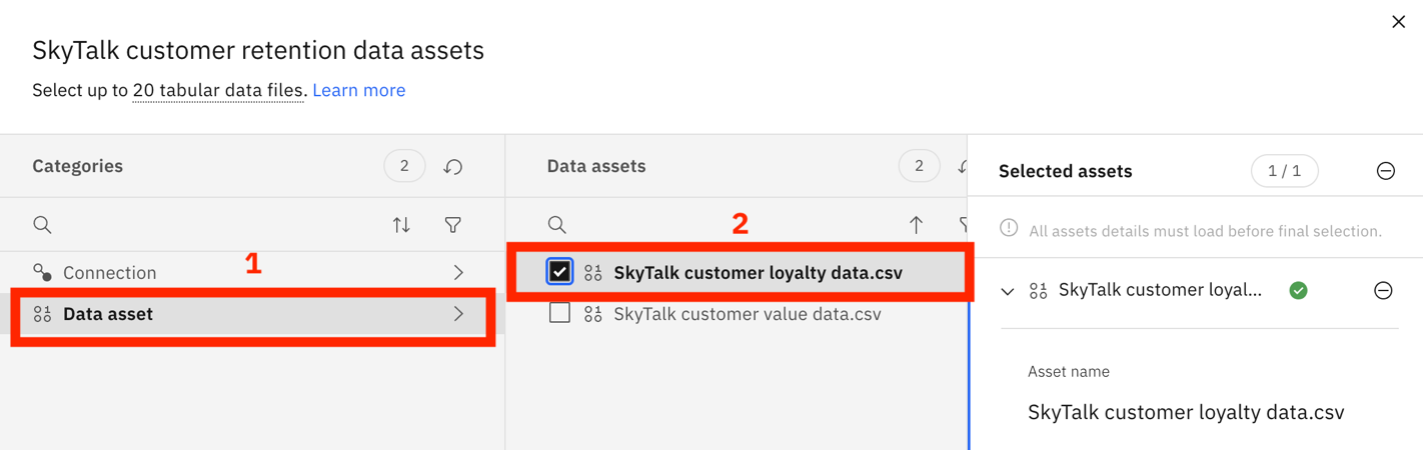 SkyTalk customer retention data assets
Select up to 20 tabular data files. Learn more
Categories
2
Connection
1
Data asset
Data assets
2
2
SkyTalk customer loyalty data.csv
SkyTalk customer value data.csv
Selected assets
1 / 1
All assets details must load before final selection.
SkyTalk customer loyal...
Asset name
SkyTalk customer loyalty data.csv